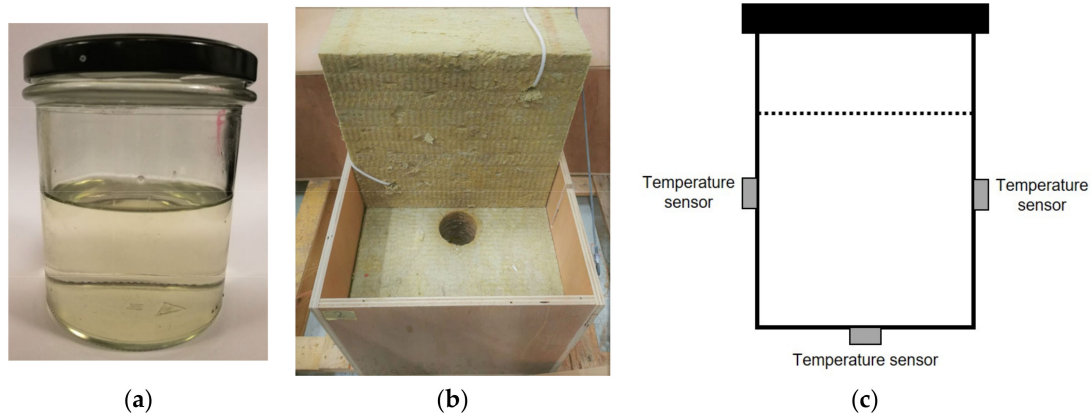 Temperature
sensor
Temperature
sensor
Temperature sensor
(a)
(b)
(c)